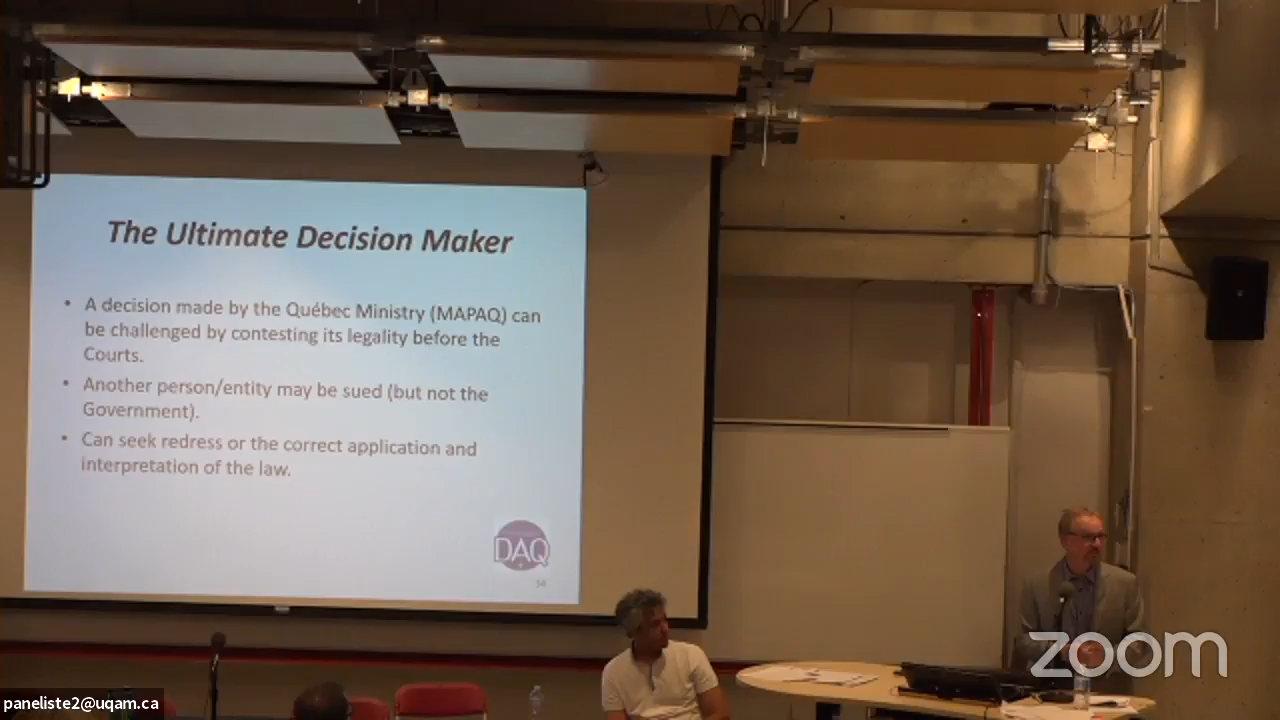 The Ultimate Decision Maker
• A decision made by the Québec Ministry (MAPAQ) can
be challenged by contesting its legality before the
Courts.
• Another person/entity may be sued (but not the
Government).
• Can seek redress or the correct application and
interpretation of the law.
DAQ
54
zoom
paneliste2@uqam.ca